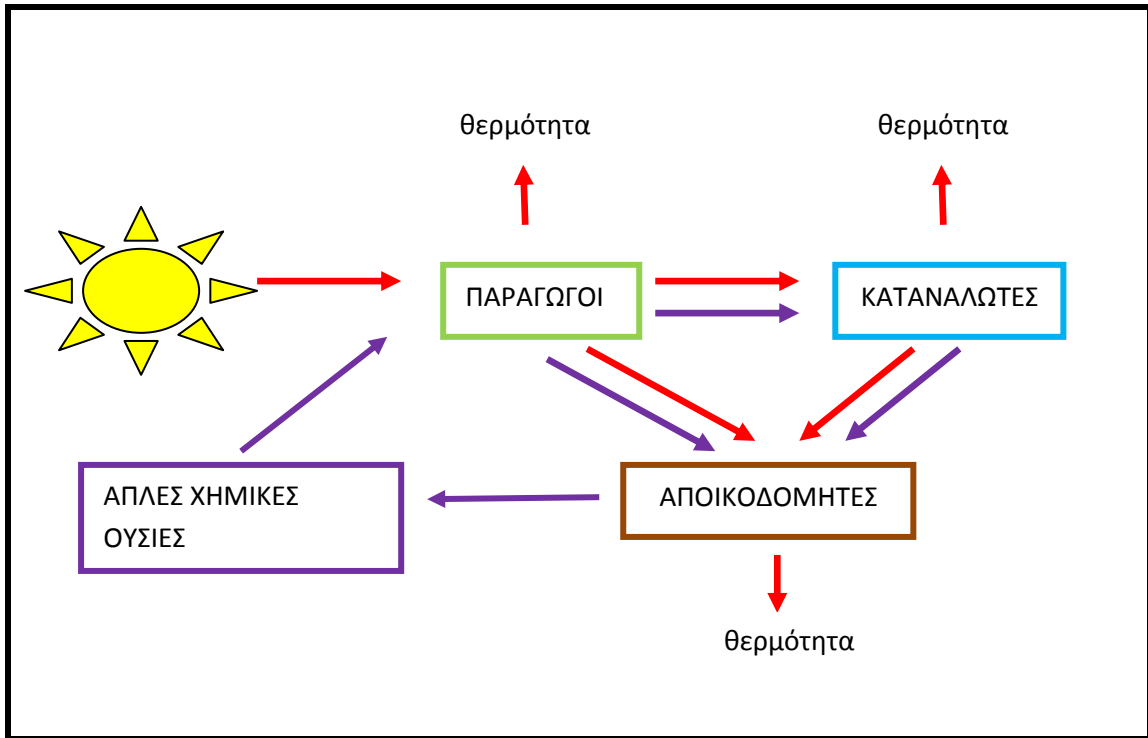 θερμότητα
θερμότητα
ΠΑΡΑΓΩΓΟΙ
ΚΑΤΑΝΑΛΩΤΕΣ
ΑΠΛΕΣ ΧΗΜΙΚΕΣ
ΟΥΣΙΕΣ
ΑΠΟΙΚΟΔΟΜΗΤΕΣ
θερμότητα